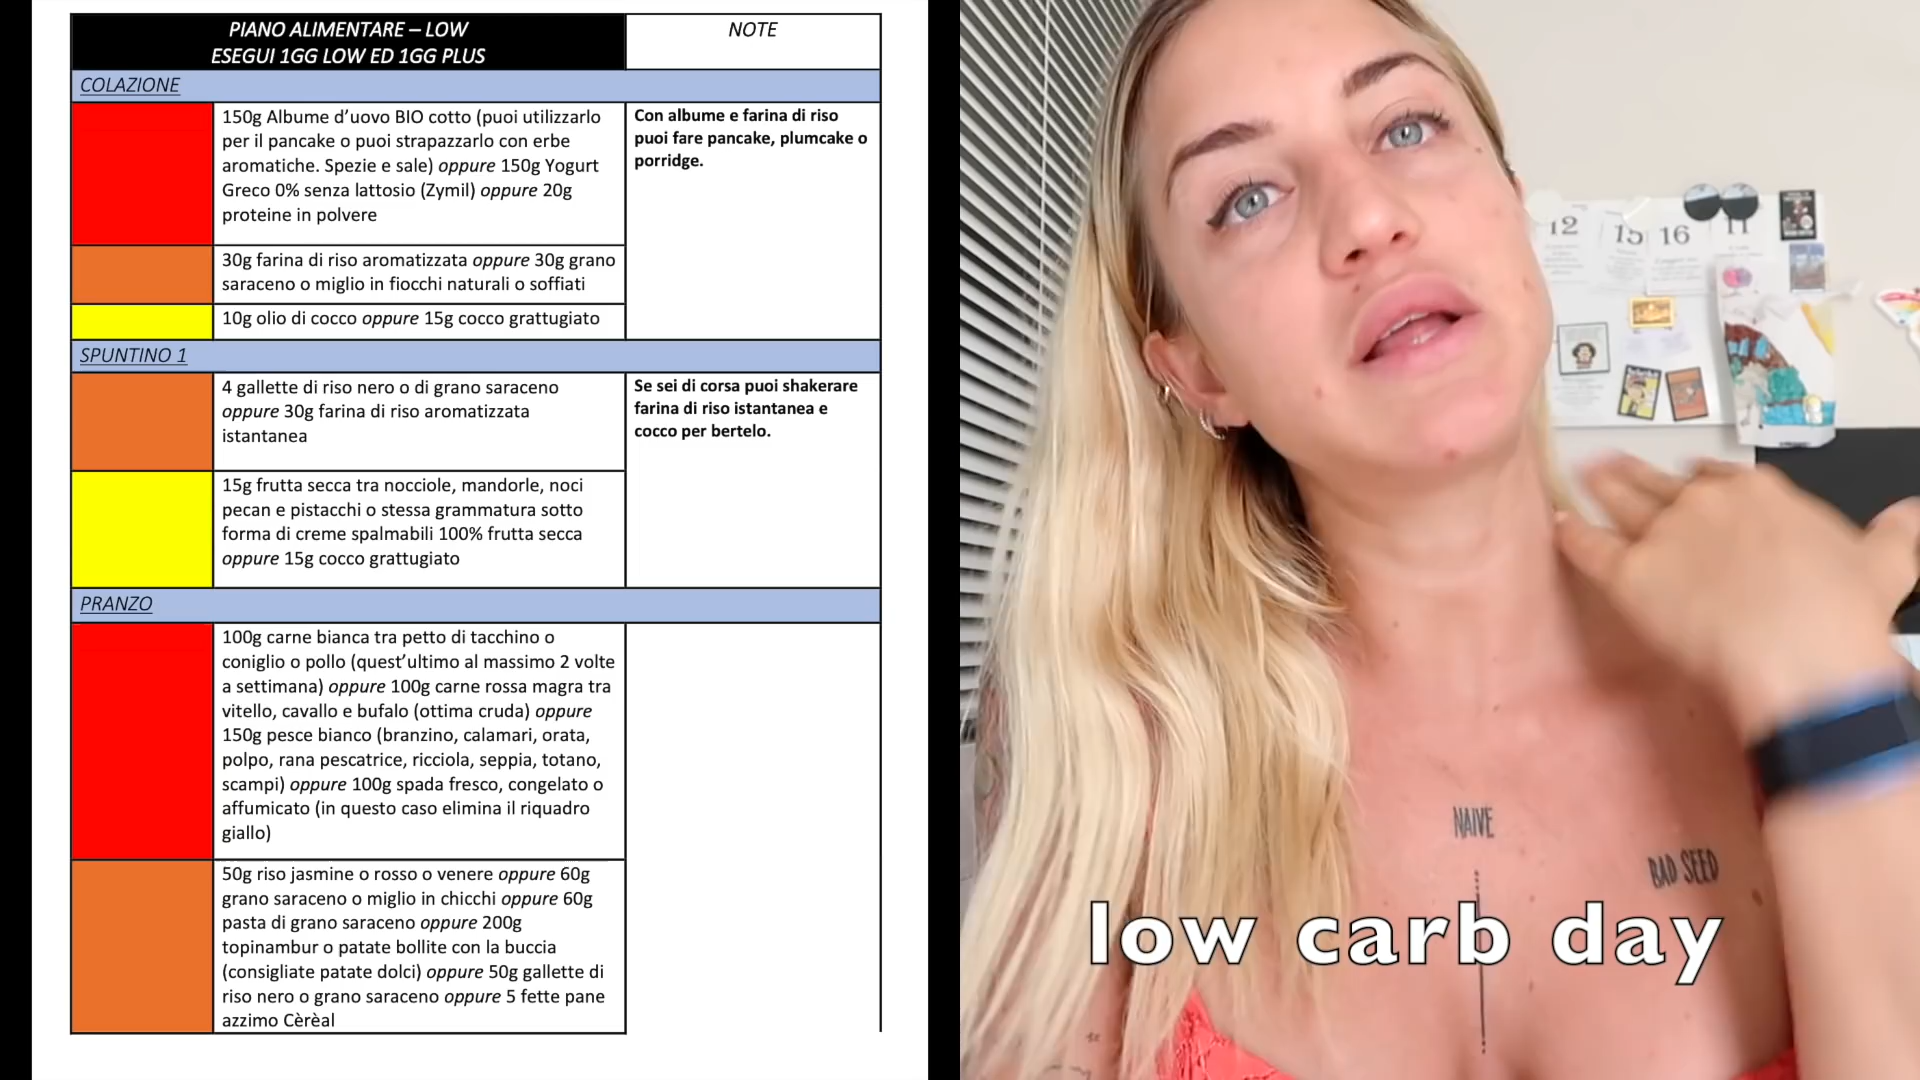 PIANO ALIMENTARE – LOW
ESEGUI 1GG LOW ED 1GG PLUS
NOTE
COLAZIONE
150g Albume d'uovo BIO cotto (puoi utilizzarlo
per il pancake o puoi strapazzarlo con erbe
aromatiche. Spezie e sale) oppure 150g Yogurt
Greco 0% senza lattosio (Zymil) oppure 20g
proteine in polvere
Con albume e farina di riso
puoi fare pancake, plumcake o
porridge.
30g farina di riso aromatizzata oppure 30g grano
saraceno o miglio in fiocchi naturali o soffiati
10g olio di cocco oppure 15g cocco grattugiato
SPUNTINO 1
4 gallette di riso nero o di grano saraceno
oppure 30g farina di riso aromatizzata
istantanea
Se sei di corsa puoi shakerare
farina di riso istantanea e
cocco per bertelo.
15g frutta secca tra nocciole, mandorle, noci
pecan e pistacchi o stessa grammatura sotto
forma di creme spalmabili 100% frutta secca
oppure 15g cocco grattugiato
PRANZO
100g carne bianca tra petto di tacchino o
coniglio o pollo (quest'ultimo al massimo 2 volte
a settimana) oppure 100g carne rossa magra tra
vitello, cavallo e bufalo (ottima cruda) oppure
150g pesce bianco (branzino, calamari, orata,
polpo, rana pescatrice, ricciola, seppia, totano,
scampi) oppure 100g spada fresco, congelato o
affumicato (in questo caso elimina il riquadro
giallo)
50g riso jasmine o rosso o venere oppure 60g
grano saraceno o miglio in chicchi oppure 60g
pasta di grano saraceno oppure 200g
topinambur o patate bollite con la buccia
(consigliate patate dolci) oppure 50g gallette di
riso nero o grano saraceno oppure 5 fette pane
azzimo Cèrèal
12
15
16
11
NAIVE
BAD SEED
low carb day